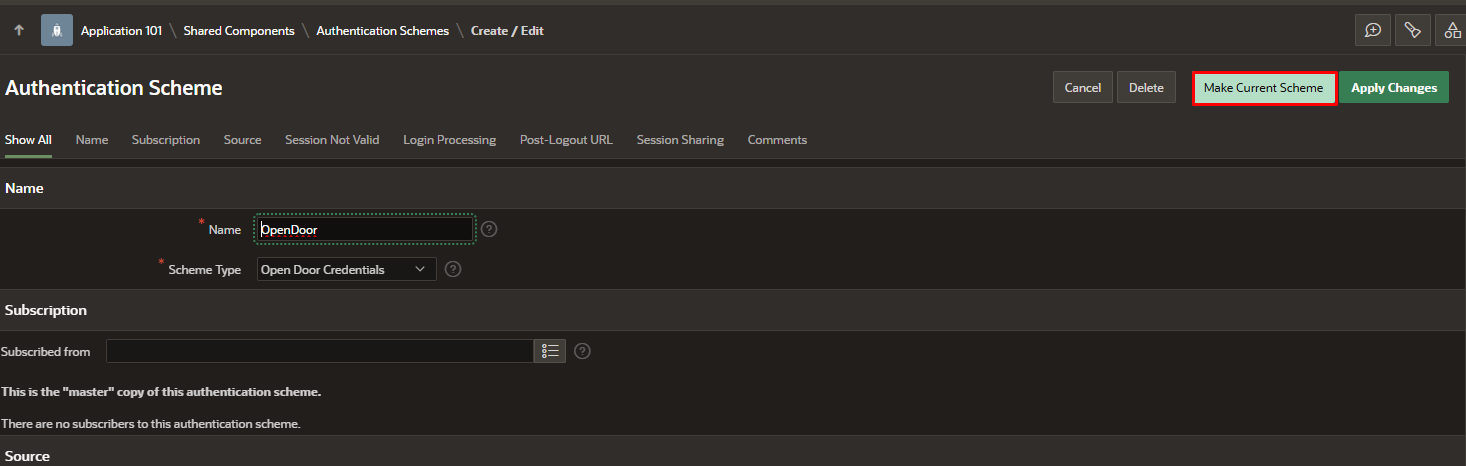 Application 101 \ Shared Components \ Authentication Schemes \ Create / Edit
Authentication Scheme
Cancel Delete Make Current Scheme Apply Changes
Show All Name Subscription Source Session Not Valid Login Processing Post-Logout URL Session Sharing Comments
Name
* Name OpenDoor ?
* Scheme Type Open Door Credentials ?
Subscription
Subscribed from ?
This is the "master" copy of this authentication scheme.
There are no subscribers to this authentication scheme.
Source